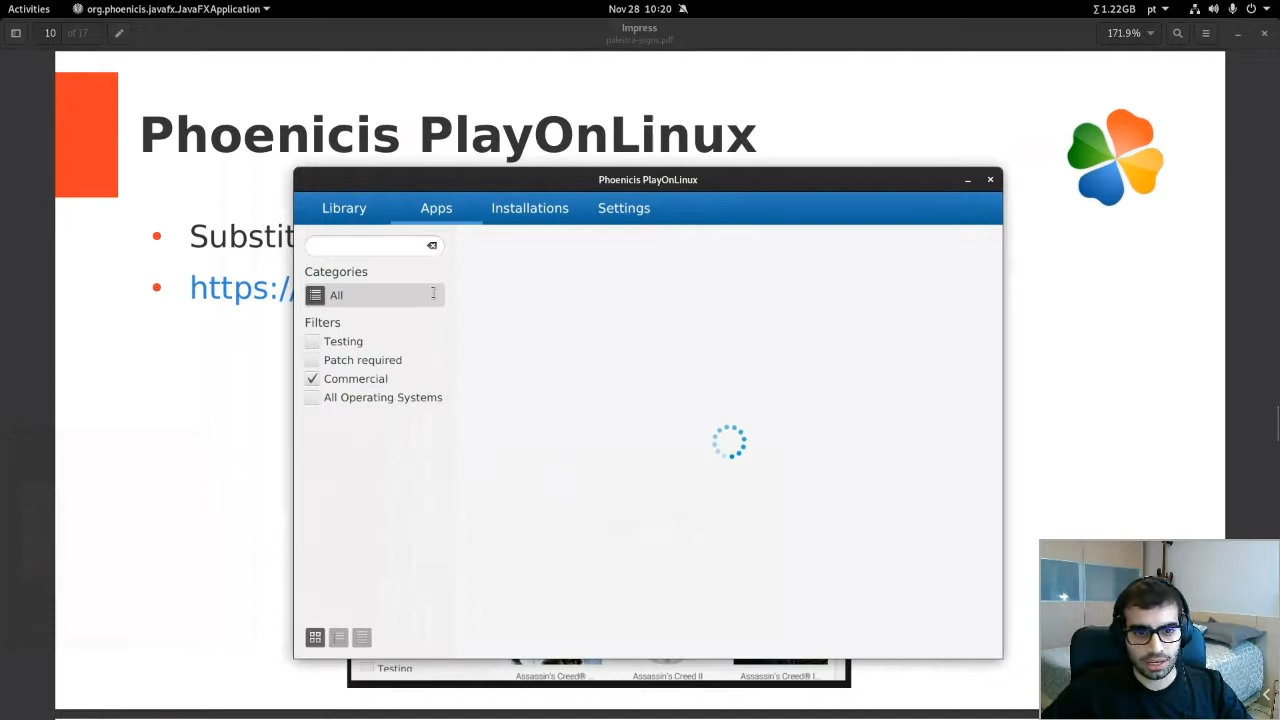 Activities org.phoenicis.javafx.JavaFXApplication Nov 28 10:20 Σ 1.22GB pt
10 of 17 Impress 171.9%
palestra-jogos.pdf
Phoenicis PlayOnLinux
Phoenicis PlayOnLinux
Library Apps Installations Settings
• Substit
• https:/
Categories
All
Filters
Testing
Patch required
Commercial
All Operating Systems
Testing
Assassin's Creed® ... Assassin's Creed II Assassin's Creed® I...